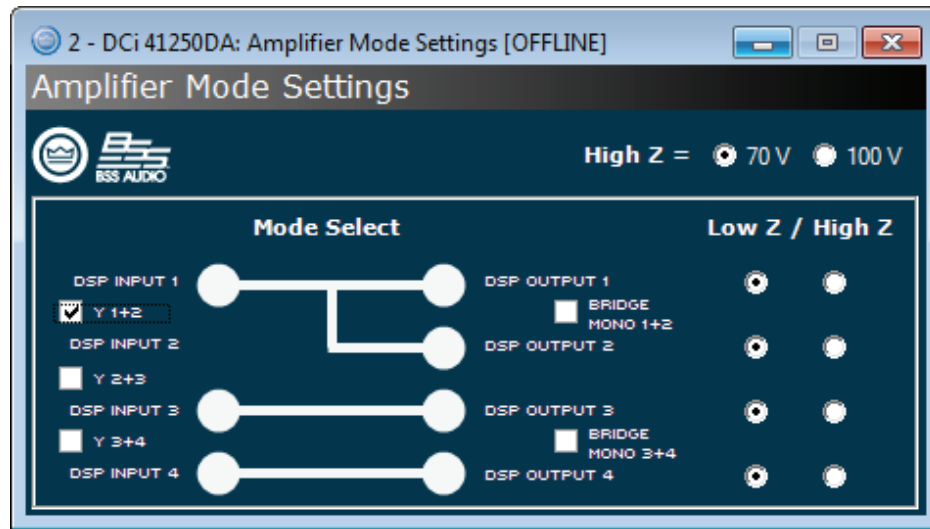 2 - DCi 41250DA: Amplifier Mode Settings [OFFLINE]
Amplifier Mode Settings
BSS AUDIO
High Z = 70 V 100 V
Mode Select Low Z / High Z
DSP INPUT 1 DSP OUTPUT 1
Y 1+2 BRIDGE MONO 1+2
DSP INPUT 2 DSP OUTPUT 2
Y 2+3
DSP INPUT 3 DSP OUTPUT 3
Y 3+4 BRIDGE MONO 3+4
DSP INPUT 4 DSP OUTPUT 4